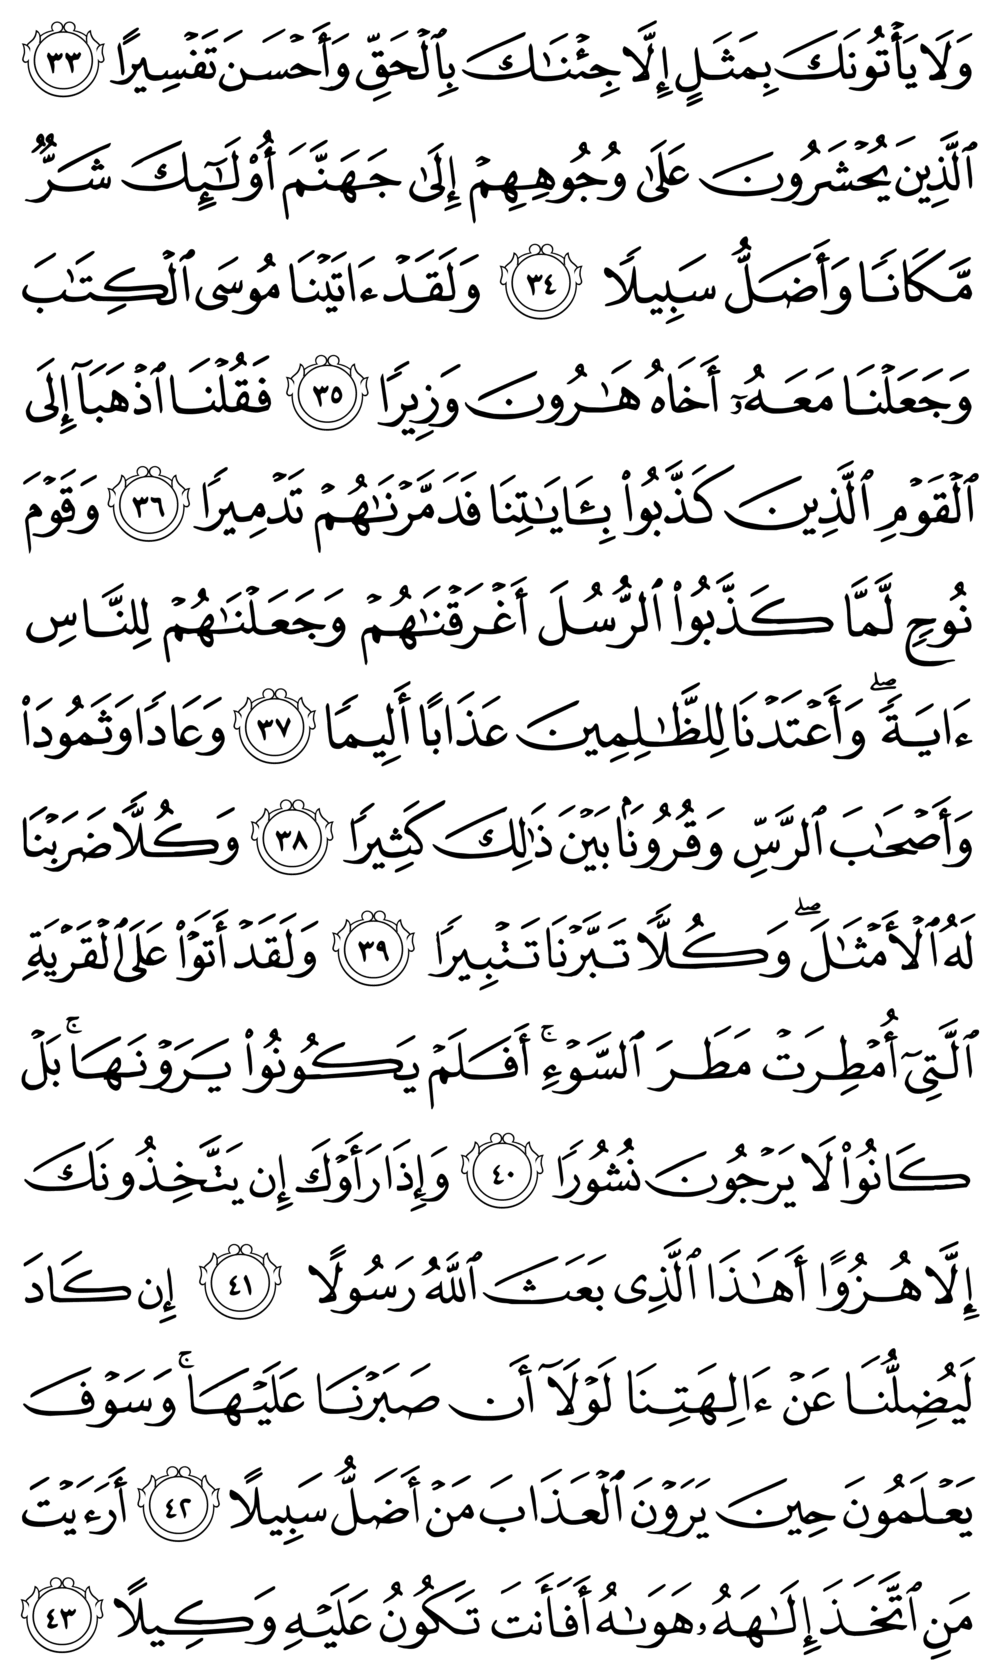 وَلَا يَأۡتُونَكَ بِمَثَلٍ إِلَّا جِئۡنَٰكَ بِٱلۡحَقِّ وَأَحۡسَنَ تَفۡسِيرًا ٣٣
ٱلَّذِينَ يُحۡشَرُونَ عَلَىٰ وُجُوهِهِمۡ إِلَىٰ جَهَنَّمَ أُوْلَٰٓئِكَ شَرّٞ
مَّكَانٗا وَأَضَلُّ سَبِيلٗا ٣٤ وَلَقَدۡ ءَاتَيۡنَا مُوسَى ٱلۡكِتَٰبَ
وَجَعَلۡنَا مَعَهُۥٓ أَخَاهُ هَٰرُونَ وَزِيرٗا ٣٥ فَقُلۡنَا ٱذۡهَبَآ إِلَى
ٱلۡقَوۡمِ ٱلَّذِينَ كَذَّبُواْ بِـَٔايَٰتِنَا فَدَمَّرۡنَٰهُمۡ تَدۡمِيرٗا ٣٦ وَقَوۡمَ
نُوحٖ لَّمَّا كَذَّبُواْ ٱلرُّسُلَ أَغۡرَقۡنَٰهُمۡ وَجَعَلۡنَٰهُمۡ لِلنَّاسِ
ءَايَةٗۖ وَأَعۡتَدۡنَا لِلظَّٰلِمِينَ عَذَابًا أَلِيمٗا ٣٧ وَعَادٗا وَثَمُودَاْ
وَأَصۡحَٰبَ ٱلرَّسِّ وَقُرُونَۢا بَيۡنَ ذَٰلِكَ كَثِيرٗا ٣٨ وَكُلّٗا ضَرَبۡنَا
لَهُ ٱلۡأَمۡثَٰلَۖ وَكُلّٗا تَبَّرۡنَا تَتۡبِيرٗا ٣٩ وَلَقَدۡ أَتَوۡاْ عَلَى ٱلۡقَرۡيَةِ
ٱلَّتِيٓ أُمۡطِرَتۡ مَطَرَ ٱلسَّوۡءِۚ أَفَلَمۡ يَكُونُواْ يَرَوۡنَهَاۚ بَلۡ
كَانُواْ لَا يَرۡجُونَ نُشُورٗا ٤٠ وَإِذَا رَأَوۡكَ إِن يَتَّخِذُونَكَ
إِلَّا هُزُوًا أَهَٰذَا ٱلَّذِي بَعَثَ ٱللَّهُ رَسُولًا ٤١ إِن كَادَ
لَيُضِلُّنَا عَنۡ ءَالِهَتِنَا لَوۡلَآ أَن صَبَرۡنَا عَلَيۡهَاۚ وَسَوۡفَ
يَعۡلَمُونَ حِينَ يَرَوۡنَ ٱلۡعَذَابَ مَنۡ أَضَلُّ سَبِيلًا ٤٢ أَرَءَيۡتَ
مَنِ ٱتَّخَذَ إِلَٰهَهُۥ هَوَىٰهُ أَفَأَنتَ تَكُونُ عَلَيۡهِ وَكِيلًا ٤٣